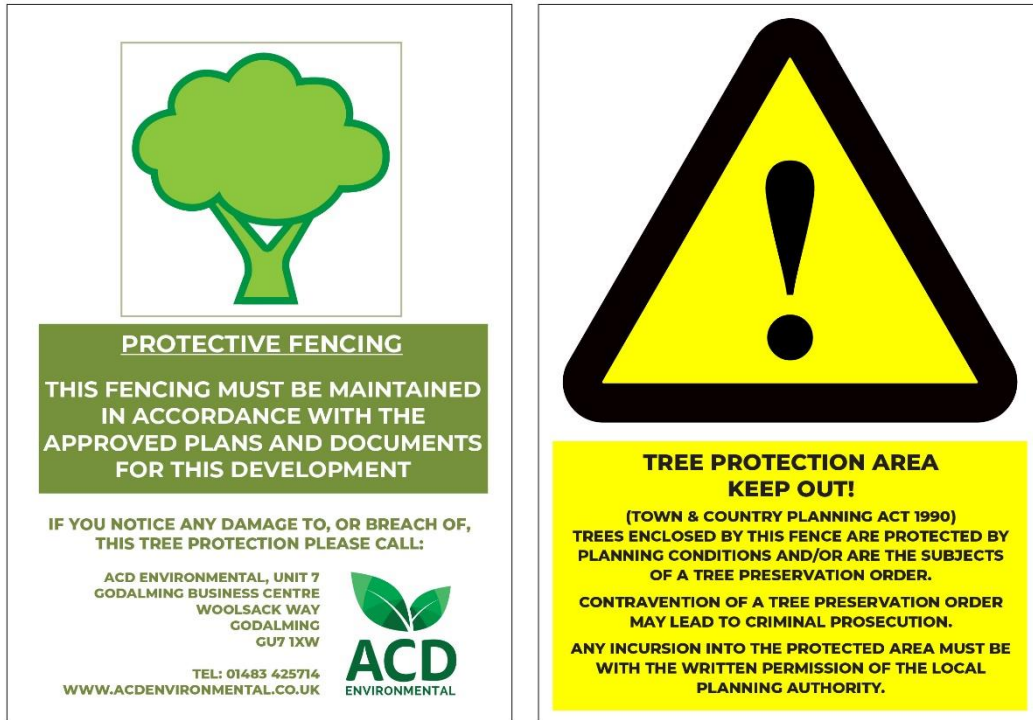 PROTECTIVE FENCING
THIS FENCING MUST BE MAINTAINED
IN ACCORDANCE WITH THE
APPROVED PLANS AND DOCUMENTS
FOR THIS DEVELOPMENT
IF YOU NOTICE ANY DAMAGE TO, OR BREACH OF,
THIS TREE PROTECTION PLEASE CALL:
ACD ENVIRONMENTAL, UNIT 7
GODALMING BUSINESS CENTRE
WOOLSACK WAY
GODALMING
GU7 1XW
TEL: 01483 425714
WWW.ACDENVIRONMENTAL.CO.UK
ACD
ENVIRONMENTAL
!
TREE PROTECTION AREA
KEEP OUT!
(TOWN & COUNTRY PLANNING ACT 1990)
TREES ENCLOSED BY THIS FENCE ARE PROTECTED BY
PLANNING CONDITIONS AND/OR ARE THE SUBJECTS
OF A TREE PRESERVATION ORDER.
CONTRAVENTION OF A TREE PRESERVATION ORDER
MAY LEAD TO CRIMINAL PROSECUTION.
ANY INCURSION INTO THE PROTECTED AREA MUST BE
WITH THE WRITTEN PERMISSION OF THE LOCAL
PLANNING AUTHORITY.